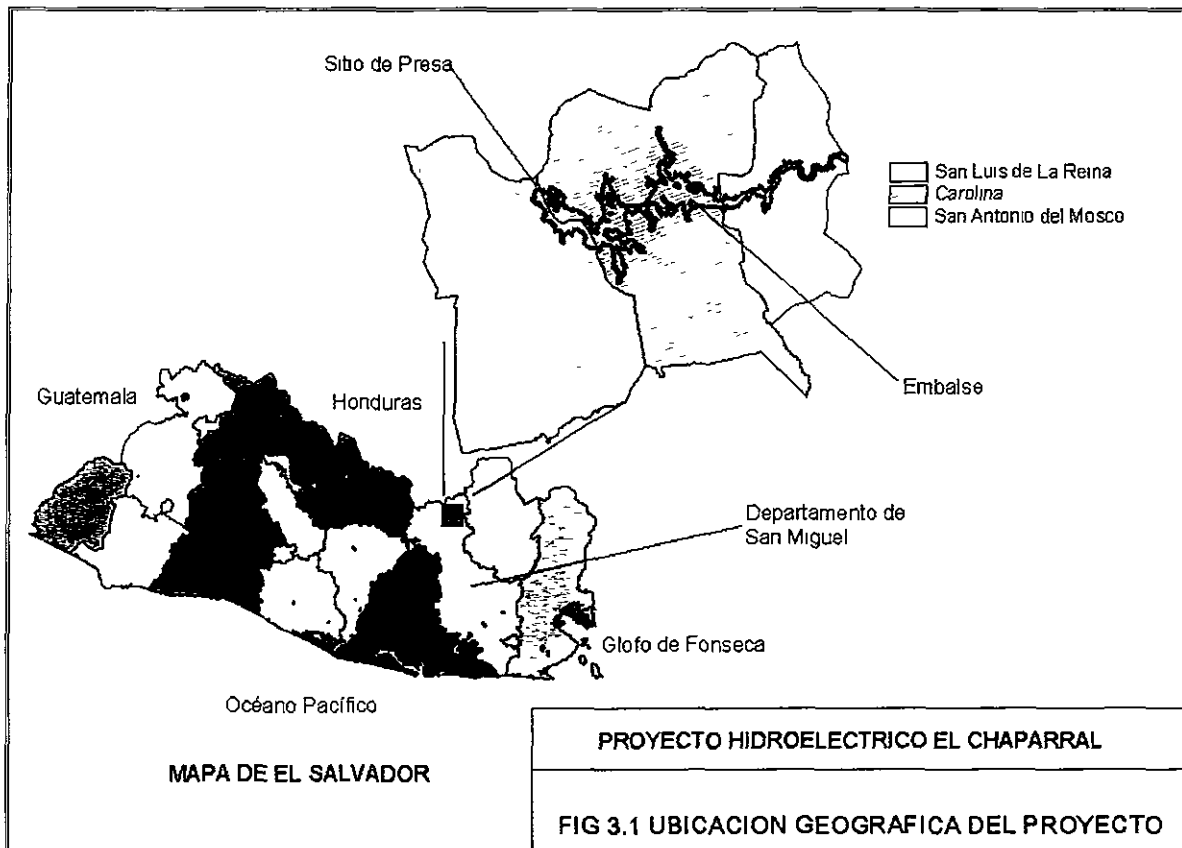 Sitio de Presa
San Luis de La Reina
Carolina
San Antonio del Mosco
Embalse
Guatemala
Honduras
Departamento de
San Miguel
Glofo de Fonseca
Océano Pacífico
MAPA DE EL SALVADOR
PROYECTO HIDROELECTRICO EL CHAPARRAL
FIG 3.1 UBICACION GEOGRAFICA DEL PROYECTO